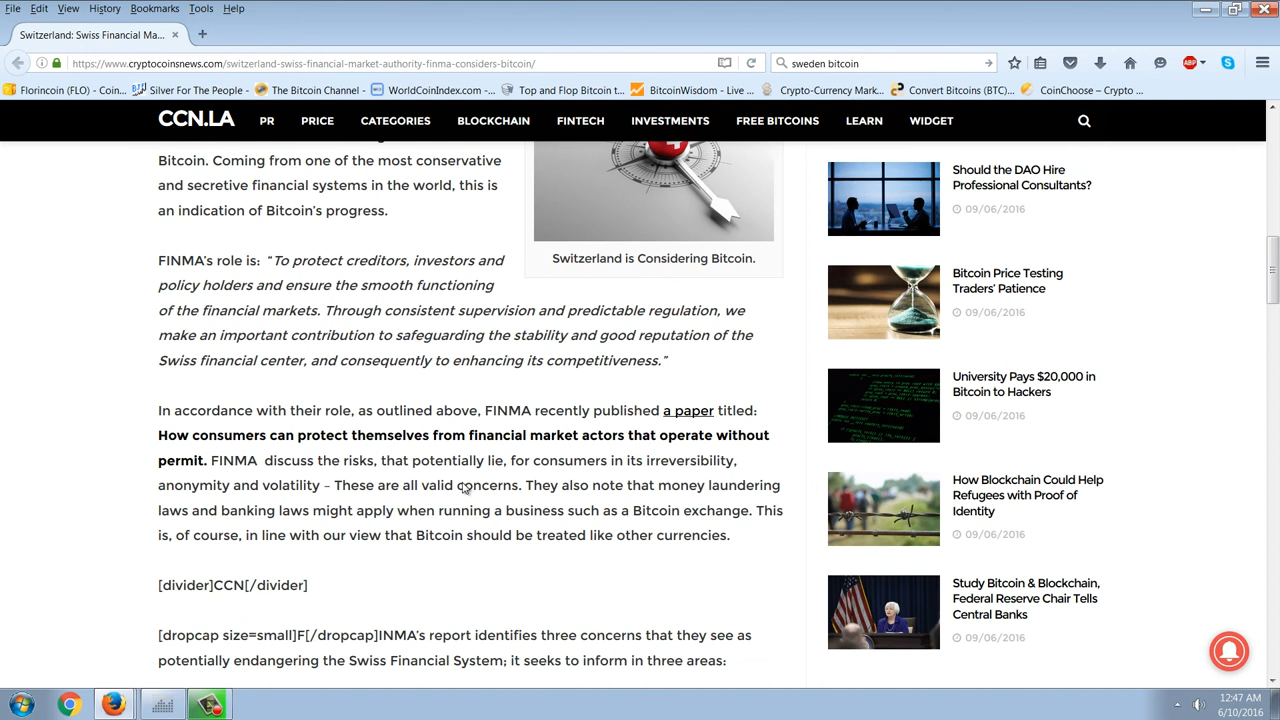 File Edit View History Bookmarks Tools Help
Switzerland: Swiss Financial Ma...
https://www.cryptocoinsnews.com/switzerland-swiss-financial-market-authority-finma-considers-bitcoin/
sweden bitcoin
Florincoin (FLO) - Coin... Silver For The People - The Bitcoin Channel - WorldCoinIndex.com -... Top and Flop Bitcoin t... BitcoinWisdom - Live ... Crypto-Currency Mark... Convert Bitcoins (BTC)... CoinChoose – Crypto ...
CCN.LA PR PRICE CATEGORIES BLOCKCHAIN FINTECH INVESTMENTS FREE BITCOINS LEARN WIDGET
Bitcoin. Coming from one of the most conservative
and secretive financial systems in the world, this is
an indication of Bitcoin's progress.
Switzerland is Considering Bitcoin.
FINMA's role is: “To protect creditors, investors and
policy holders and ensure the smooth functioning
of the financial markets. Through consistent supervision and predictable regulation, we
make an important contribution to safeguarding the stability and good reputation of the
Swiss financial center, and consequently to enhancing its competitiveness.”
In accordance with their role, as outlined above, FINMA recently published a paper titled:
How consumers can protect themselves from financial market actors that operate without
permit. FINMA discuss the risks, that potentially lie, for consumers in its irreversibility,
anonymity and volatility – These are all valid concerns. They also note that money laundering
laws and banking laws might apply when running a business such as a Bitcoin exchange. This
is, of course, in line with our view that Bitcoin should be treated like other currencies.
[divider]CCN[/divider]
[dropcap size=small]F[/dropcap]INMA's report identifies three concerns that they see as
potentially endangering the Swiss Financial System; it seeks to inform in three areas:
Should the DAO Hire
Professional Consultants?
09/06/2016
Bitcoin Price Testing
Traders' Patience
09/06/2016
University Pays $20,000 in
Bitcoin to Hackers
09/06/2016
How Blockchain Could Help
Refugees with Proof of
Identity
09/06/2016
Study Bitcoin & Blockchain,
Federal Reserve Chair Tells
Central Banks
09/06/2016
ABP
12:47 AM
6/10/2016